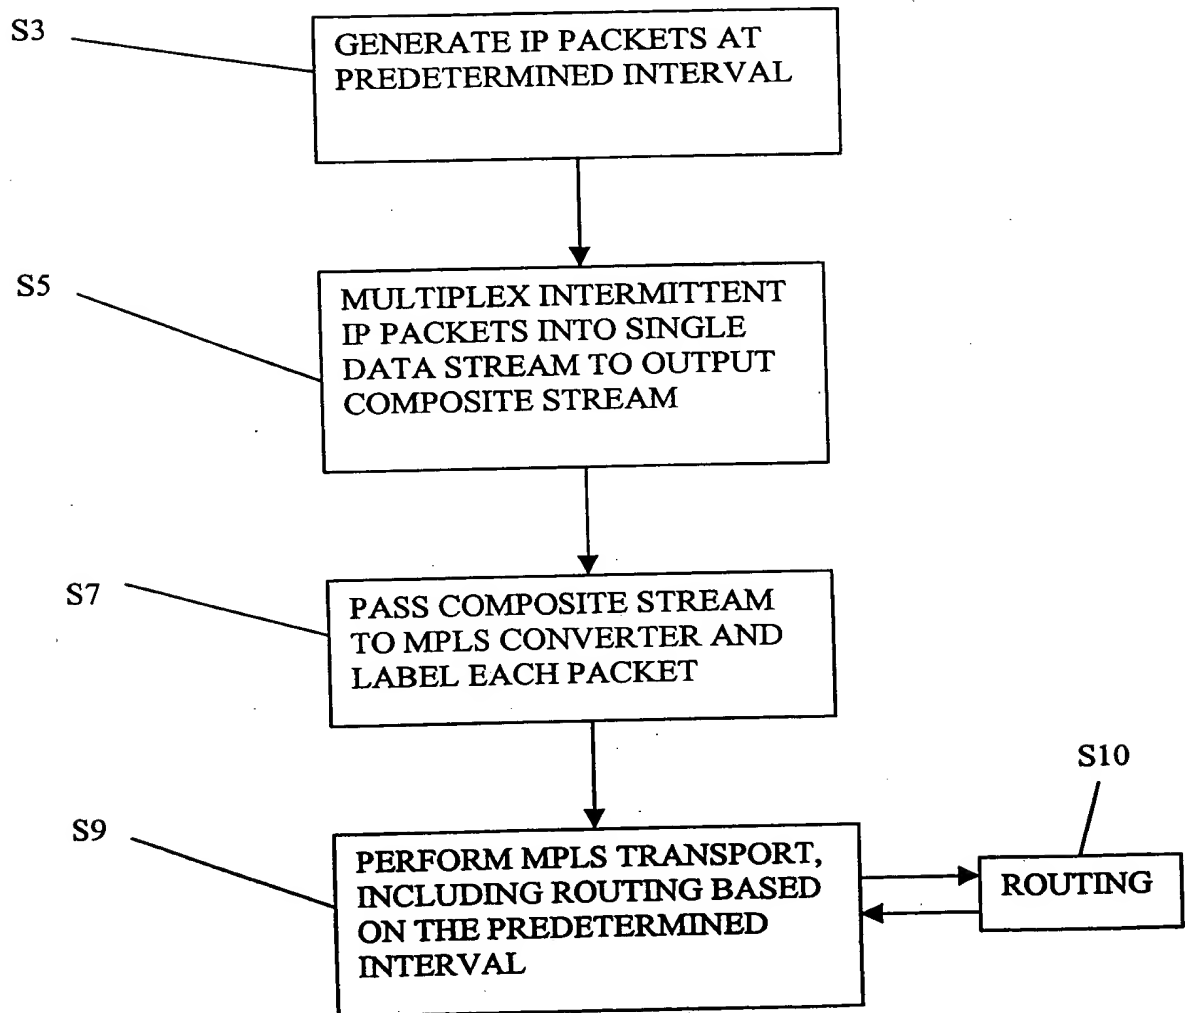 S3
GENERATE IP PACKETS AT
PREDETERMINED INTERVAL
S5
MULTIPLEX INTERMITTENT
IP PACKETS INTO SINGLE
DATA STREAM TO OUTPUT
COMPOSITE STREAM
S7
PASS COMPOSITE STREAM
TO MPLS CONVERTER AND
LABEL EACH PACKET
S10
S9
PERFORM MPLS TRANSPORT,
INCLUDING ROUTING BASED
ON THE PREDETERMINED
INTERVAL
ROUTING